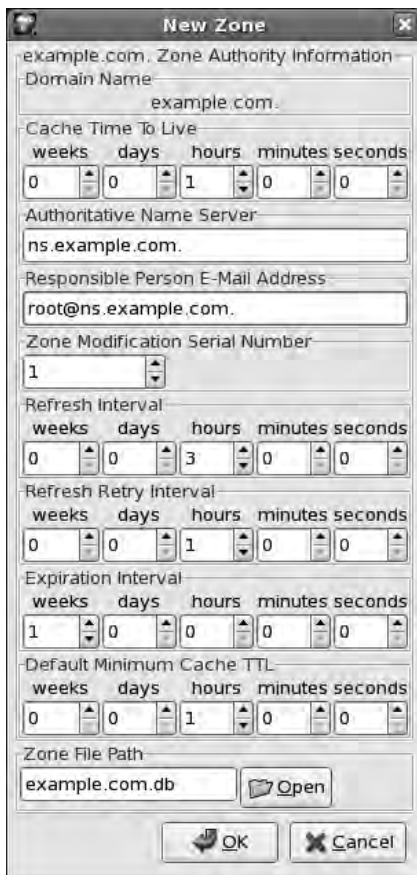 New Zone
example.com. Zone Authority Information
Domain Name
example.com.
Cache Time To Live
weeks days hours minutes seconds
0 0 1 0 0
Authoritative Name Server
ns.example.com.
Responsible Person E-Mail Address
root@ns.example.com.
Zone Modification Serial Number
1
Refresh Interval
weeks days hours minutes seconds
0 0 3 0 0
Refresh Retry Interval
weeks days hours minutes seconds
0 0 1 0 0
Expiration Interval
weeks days hours minutes seconds
1 0 0 0 0
Default Minimum Cache TTL
weeks days hours minutes seconds
0 0 1 0 0
Zone File Path
example.com.db Open
OK Cancel